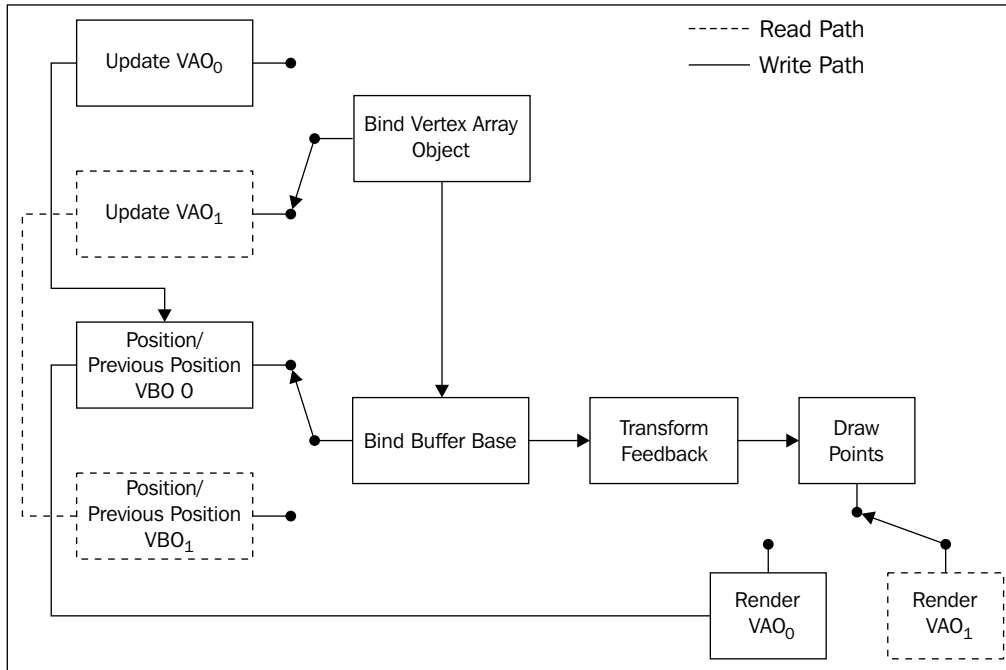 Read Path
Write Path
Update VAO₀
Bind Vertex Array
Object
Update VAO₁
Position/
Previous Position
VBO 0
Bind Buffer Base
Transform
Feedback
Draw
Points
Position/
Previous Position
VBO₁
Render
VAO₀
Render
VAO₁